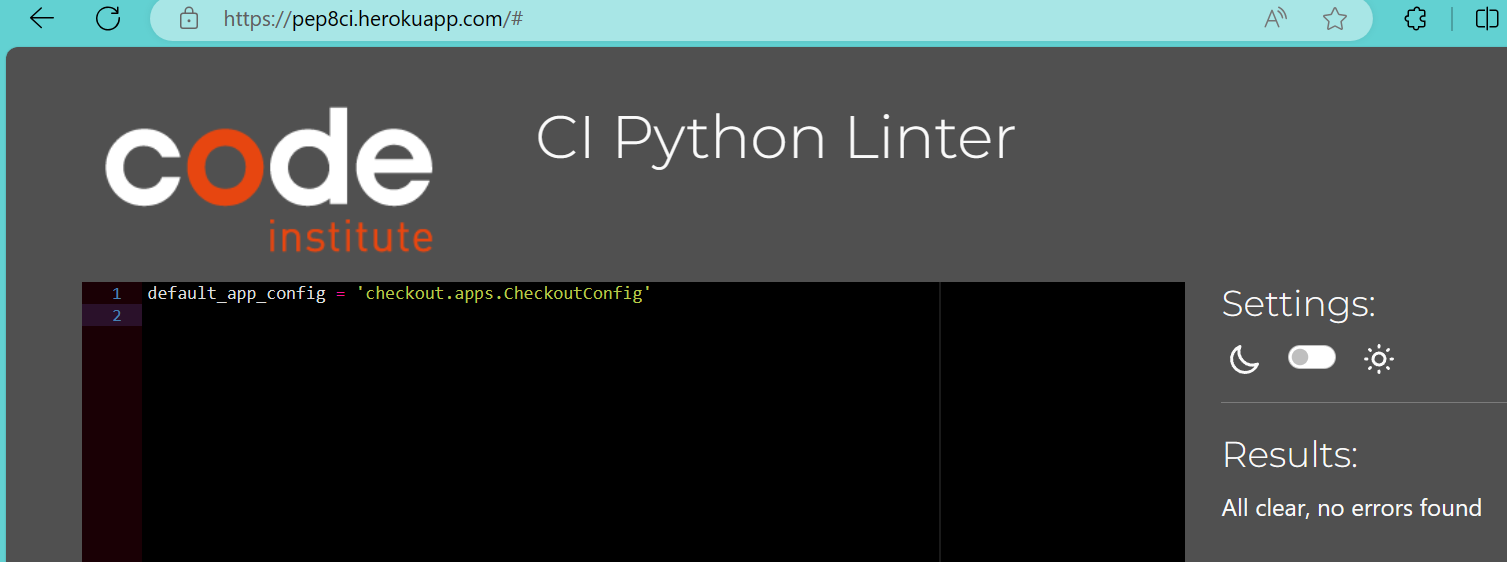 https://pep8ci.herokuapp.com/#
code
institute
CI Python Linter
1 default_app_config = 'checkout.apps.CheckoutConfig'
2
Settings:
Results:
All clear, no errors found